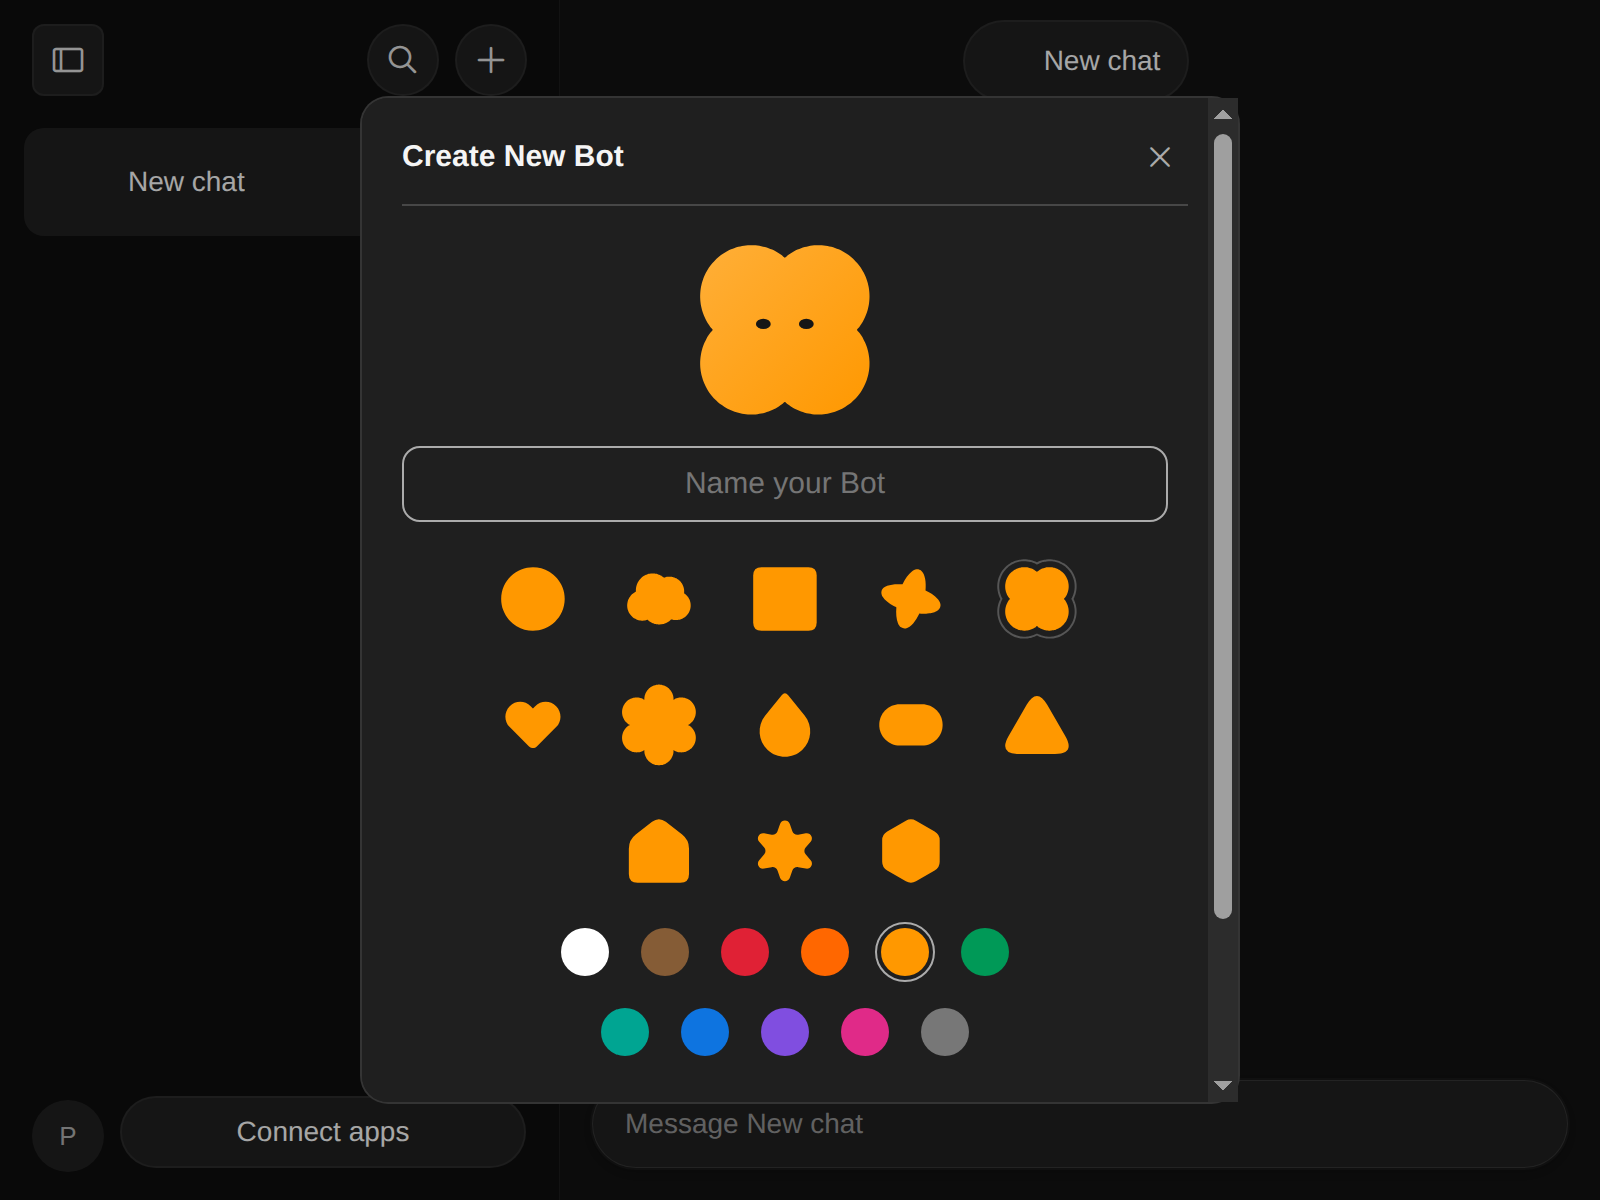 New chat
New chat
Create New Bot
Name your Bot
P
Connect apps
Message New chat